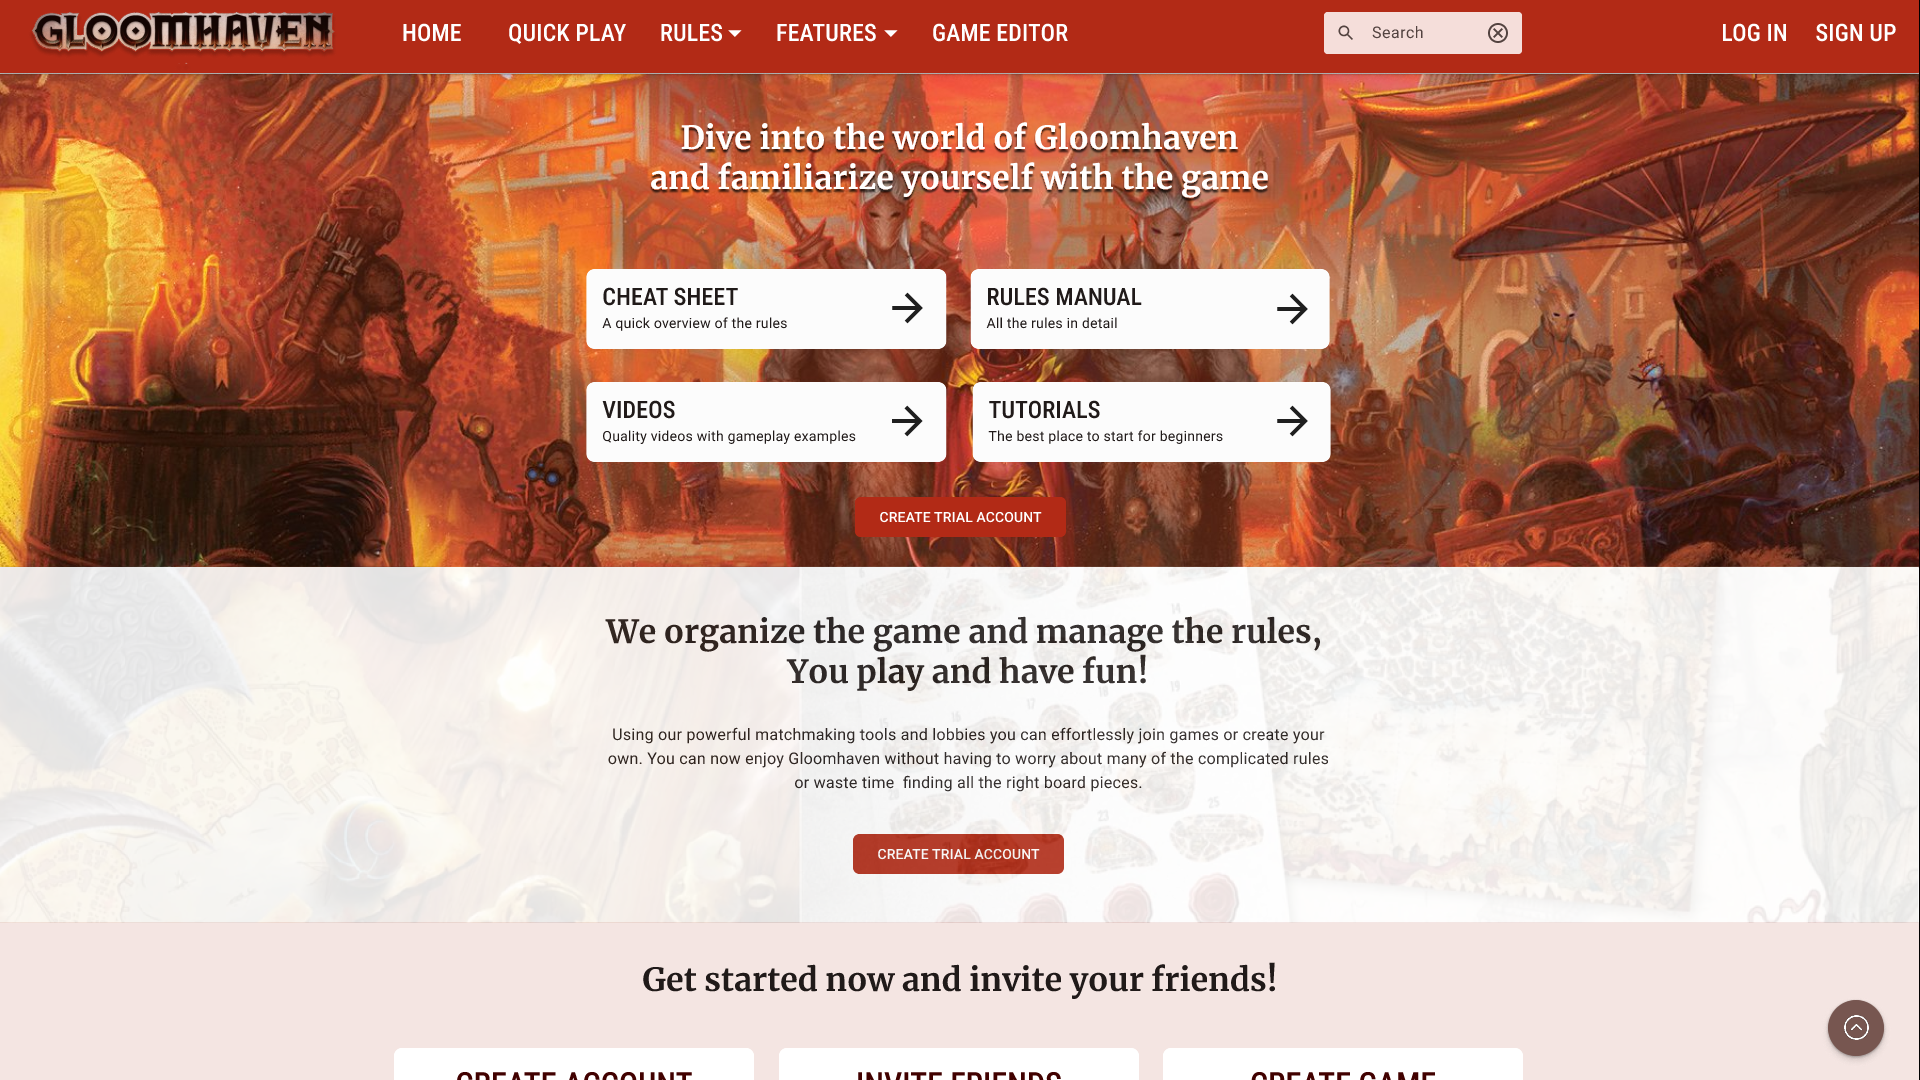 GLOOMHAVEN
HOME
QUICK PLAY
RULES
FEATURES
GAME EDITOR
Search
LOG IN
SIGN UP
Dive into the world of Gloomhaven
and familiarize yourself with the game
CHEAT SHEET
A quick overview of the rules
RULES MANUAL
All the rules in detail
VIDEOS
Quality videos with gameplay examples
TUTORIALS
The best place to start for beginners
CREATE TRIAL ACCOUNT
We organize the game and manage the rules,
You play and have fun!
Using our powerful matchmaking tools and lobbies you can effortlessly join games or create your
own. You can now enjoy Gloomhaven without having to worry about many of the complicated rules
or waste time  finding all the right board pieces.
CREATE TRIAL ACCOUNT
Get started now and invite your friends!
CREATE ACCOUNT
INVITE FRIENDS
CREATE GAME